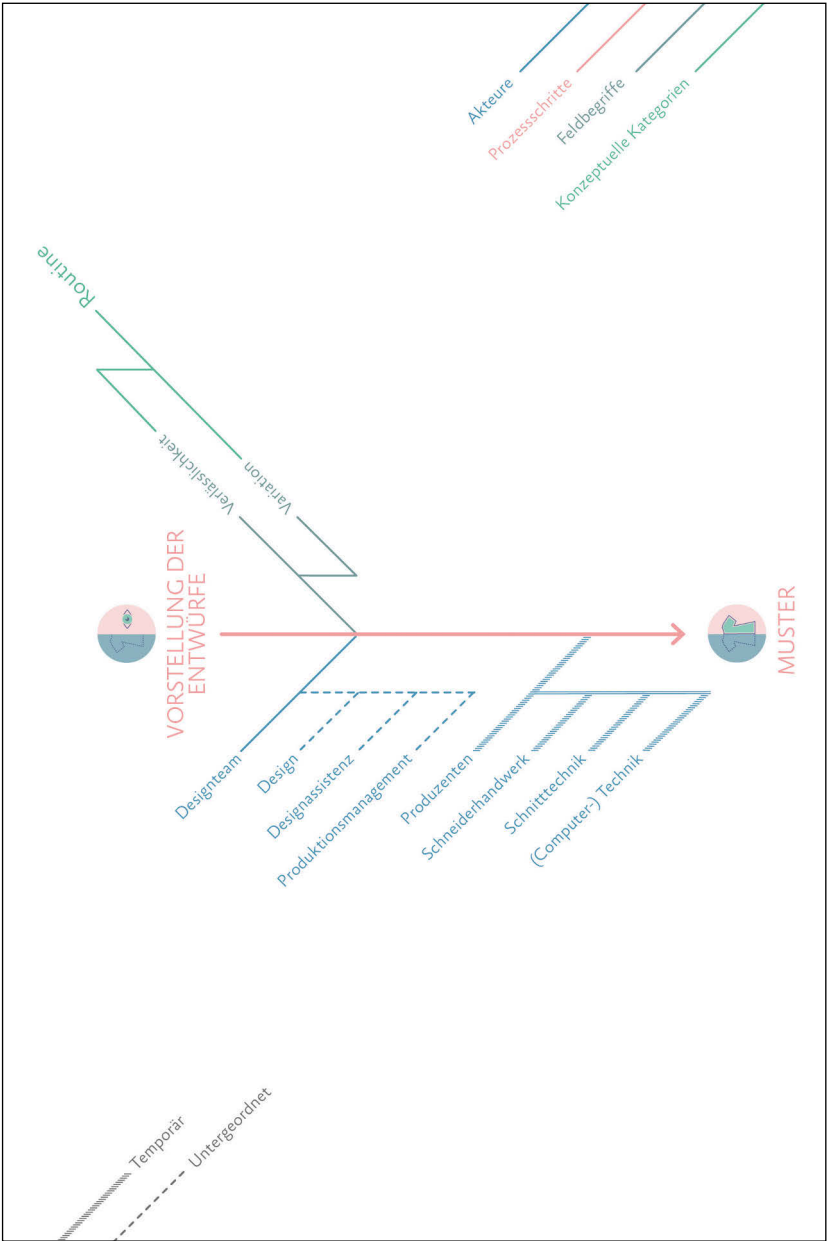 Akteure
Prozessschritte
Feldbegriffe
Konzeptuelle Kategorien
Routine
Verlässlichkeit
Variation
VORSTELLUNG DER
ENTWÜRFE
MUSTER
Designteam
Design
Designassistenz
Produktionsmanagement
Produzenten
Schneiderhandwerk
Schnitttechnik
(Computer-) Technik
Temporär
Untergeordnet